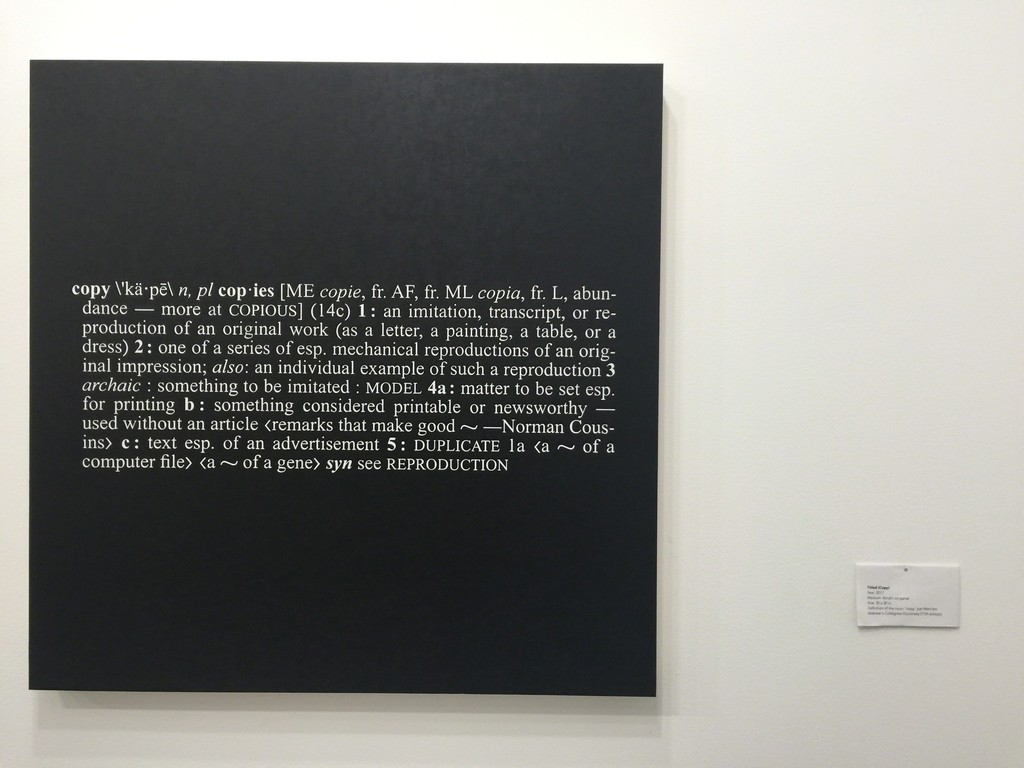 copy \'kä·pē\ n, pl cop·ies [ME copie, fr. AF, fr. ML copia, fr. L, abun-
dance — more at COPIOUS] (14c) 1 : an imitation, transcript, or re-
production of an original work (as a letter, a painting, a table, or a
dress) 2 : one of a series of esp. mechanical reproductions of an orig-
inal impression; also: an individual example of such a reproduction 3
archaic : something to be imitated : MODEL 4a : matter to be set esp.
for printing b : something considered printable or newsworthy —
used without an article ⟨remarks that make good ~ —Norman Cous-
ins⟩ c : text esp. of an advertisement 5 : DUPLICATE 1a ⟨a ~ of a
computer file⟩ ⟨a ~ of a gene⟩ syn see REPRODUCTION
Titled (Copy)